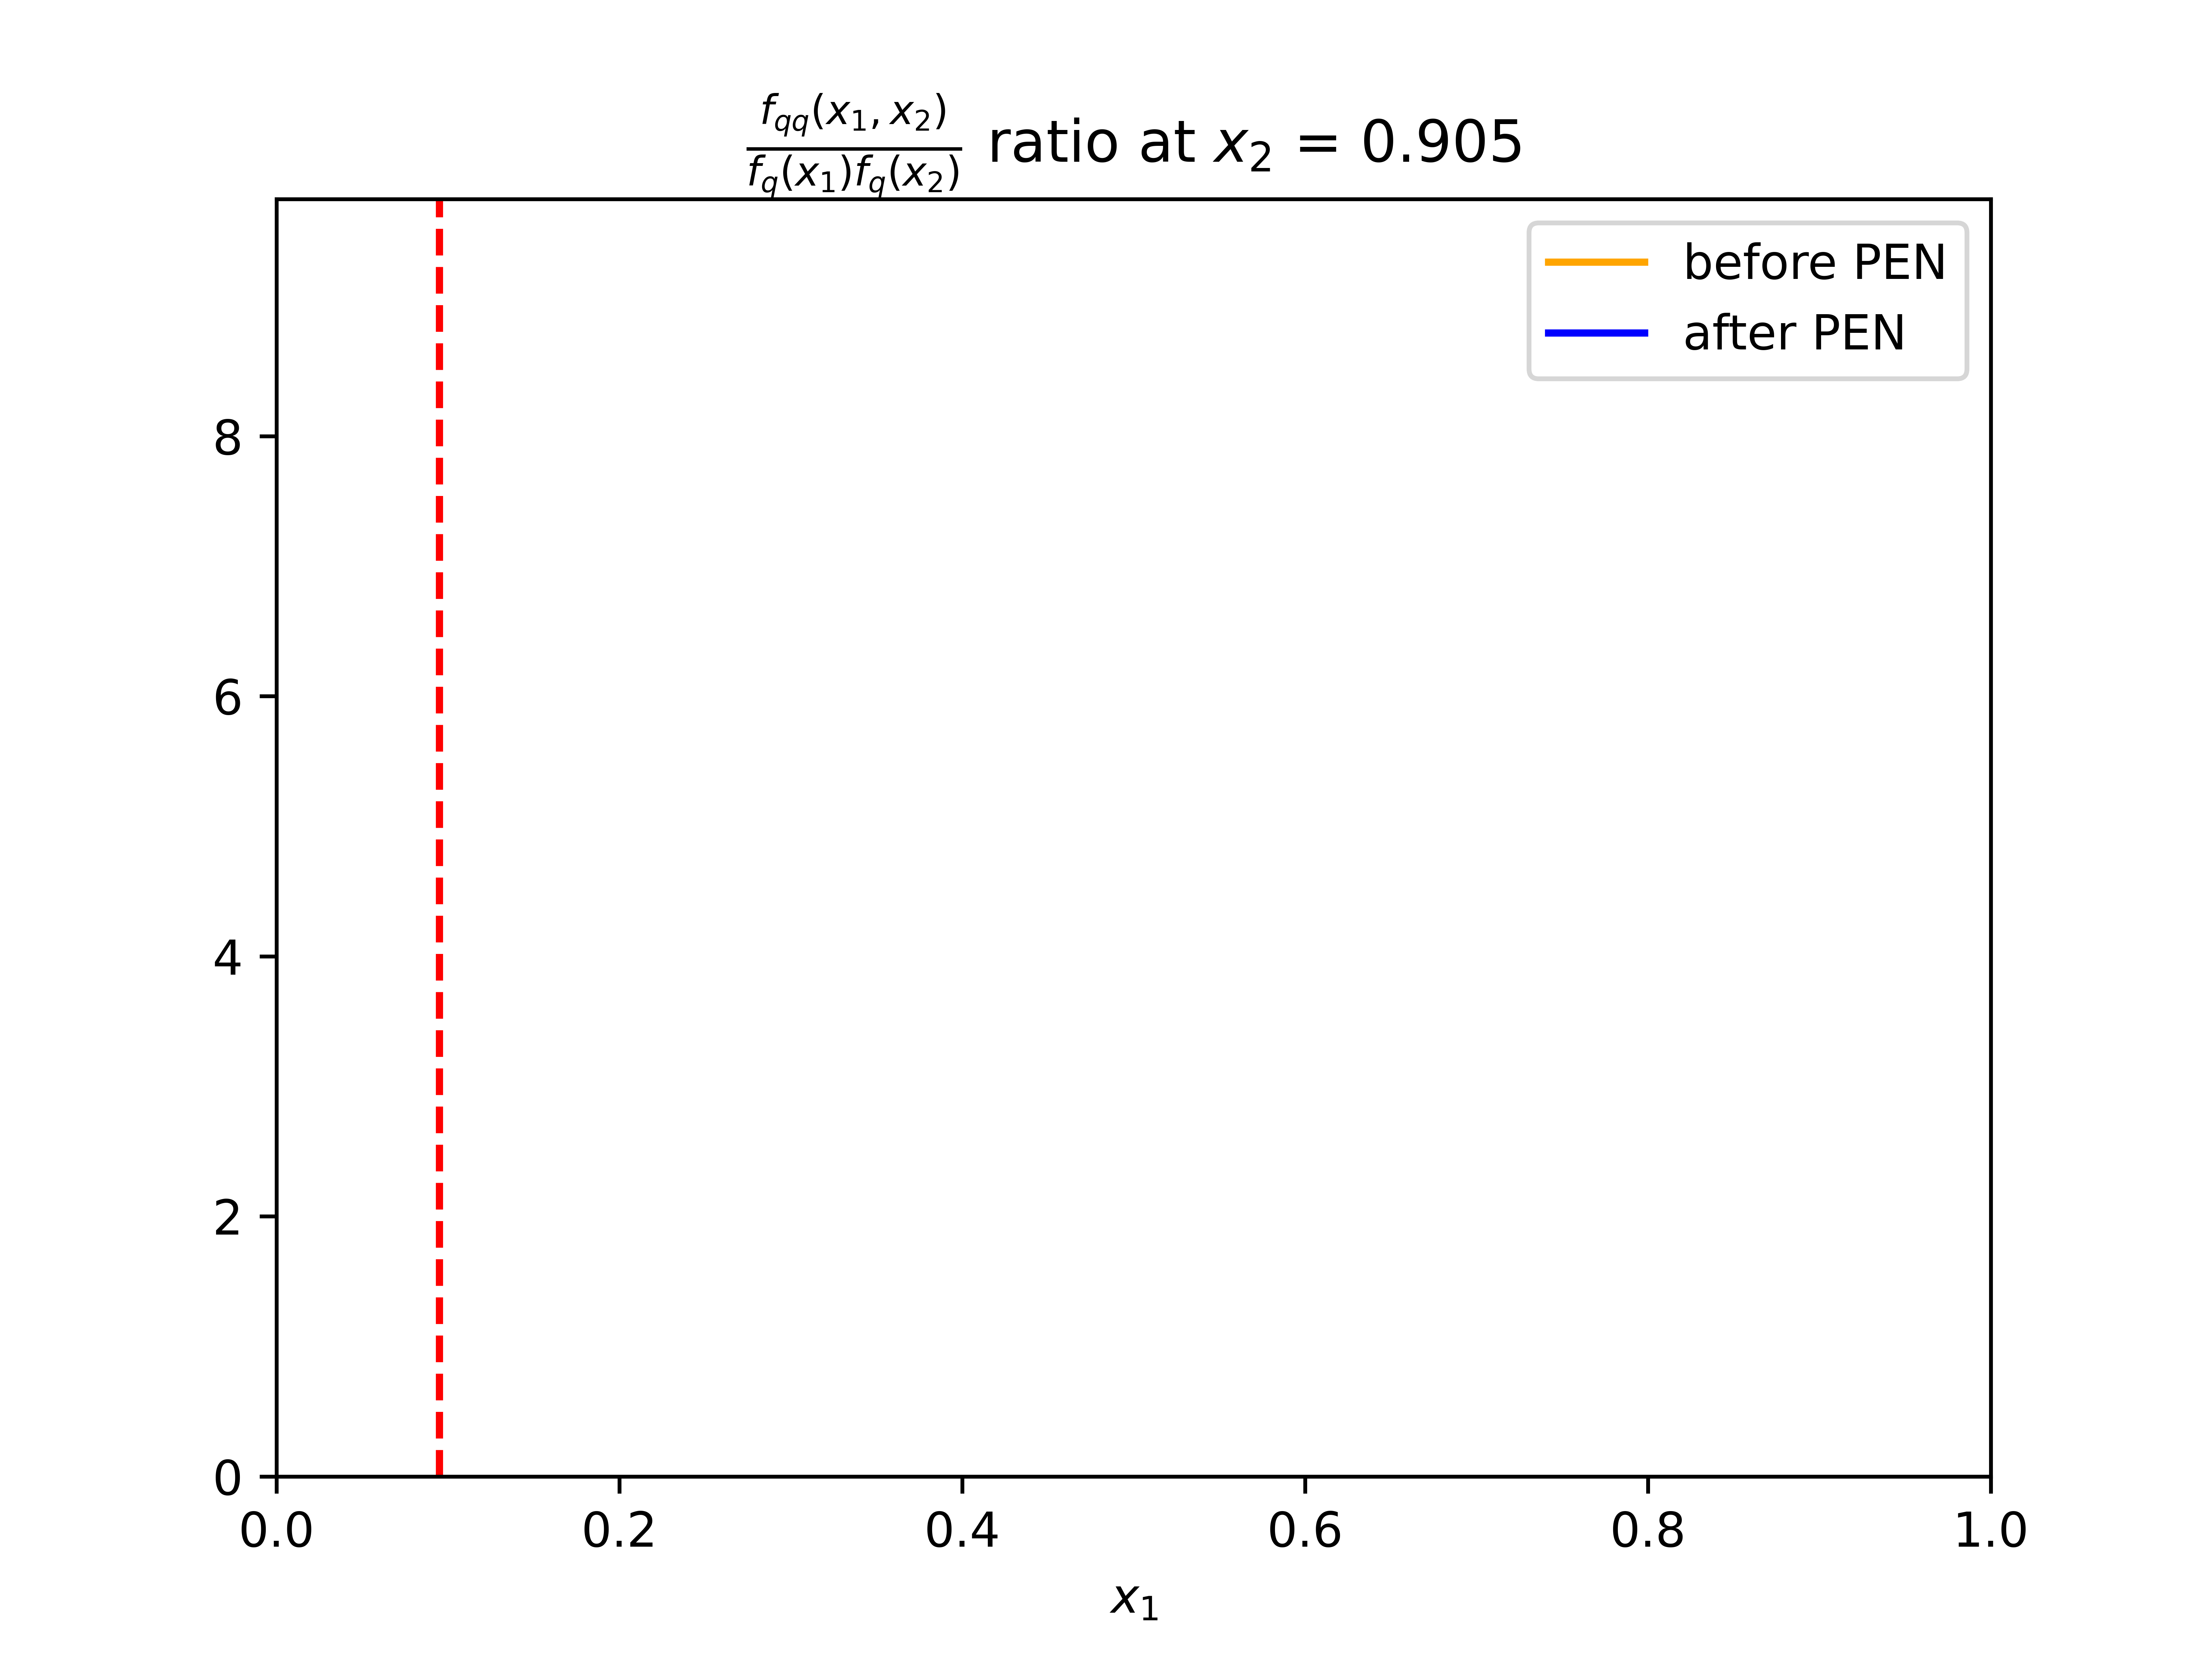 f_qq(x_1, x_2) / f_q(x_1)f_q(x_2) ratio at x_2 = 0.905
before PEN
after PEN
8
6
4
2
0
0.0 0.2 0.4 0.6 0.8 1.0
x_1